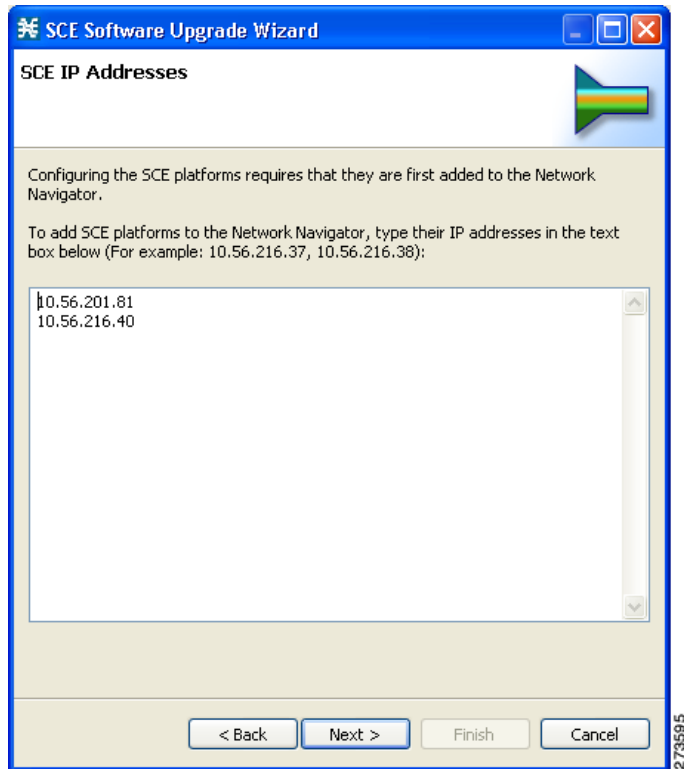 SCE Software Upgrade Wizard
SCE IP Addresses
Configuring the SCE platforms requires that they are first added to the Network
Navigator.
To add SCE platforms to the Network Navigator, type their IP addresses in the text
box below (For example: 10.56.216.37, 10.56.216.38):
10.56.201.81
10.56.216.40
< Back
Next >
Finish
Cancel
273595